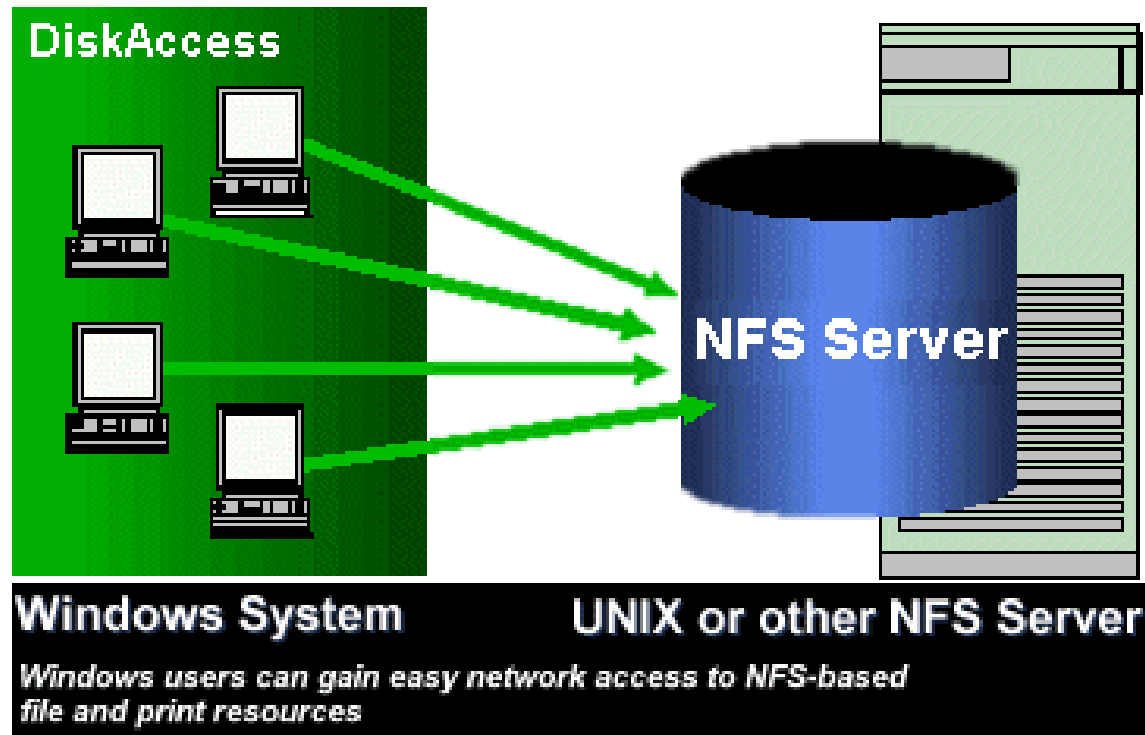 DiskAccess
NFS Server
Windows System
UNIX or other NFS Server
Windows users can gain easy network access to NFS-based
file and print resources